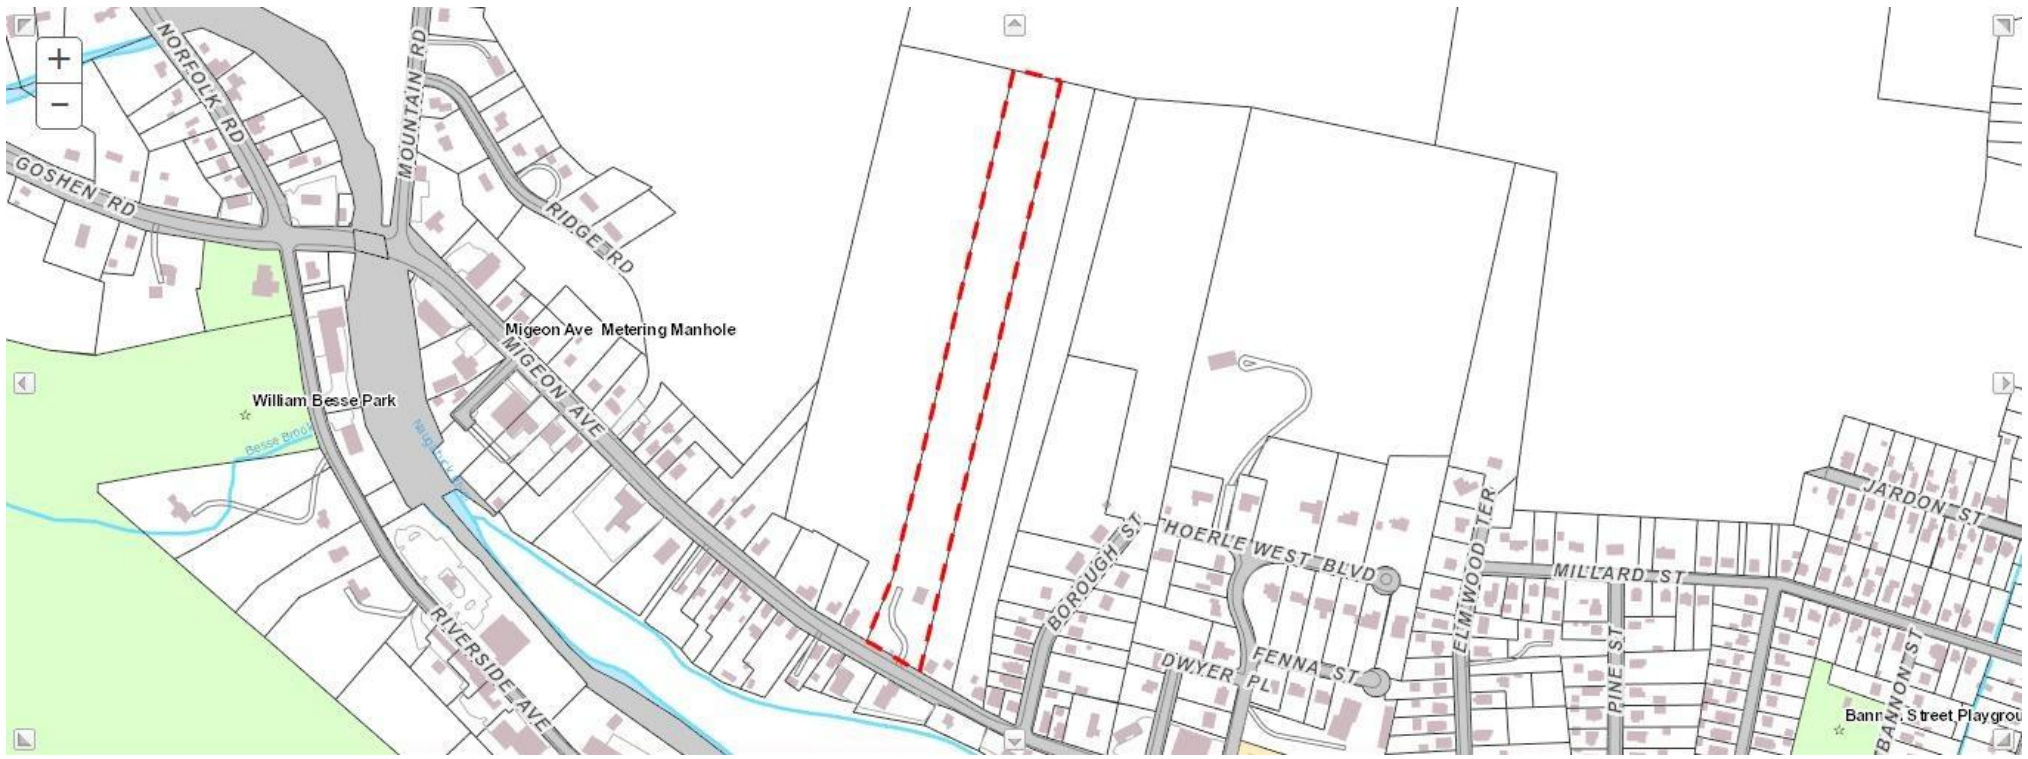 NORFOLK RD
MOUNTAIN RD
+
−
GOSHEN RD
RIDGE RD
Migeon Ave Metering Manhole
MIGEON AVE
William Besse Park
Besse Brook
RIVERSIDE AVE
BOROUGH ST
HOERLE WEST BLVD
DWYER PL
FENNA ST
ELMWOOD TER
MILLARD ST
PINE ST
JARDON ST
BANNON ST
Street Playgrou